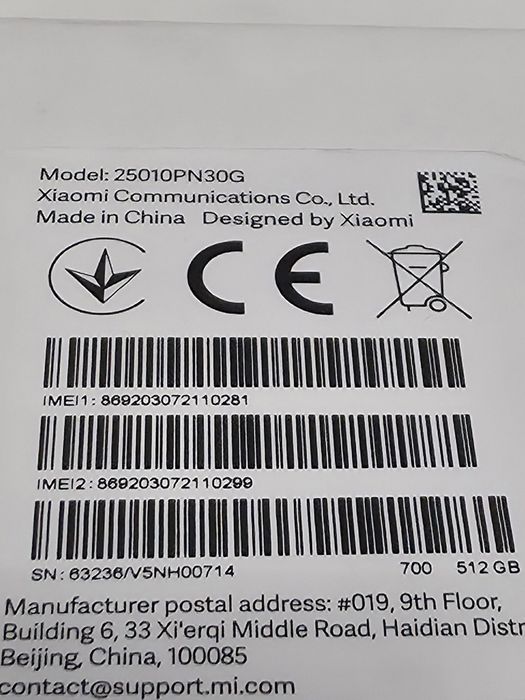 Model: 25010PN30G
Xiaomi Communications Co., Ltd.
Made in China Designed by Xiaomi
CE
IMEI1: 869203072110281
IMEI2: 869203072110299
SN: 63236/V5NH00714 700 512 GB
Manufacturer postal address: #019, 9th Floor,
Building 6, 33 Xi'erqi Middle Road, Haidian Distr
Beijing, China, 100085
contact@support.mi.com